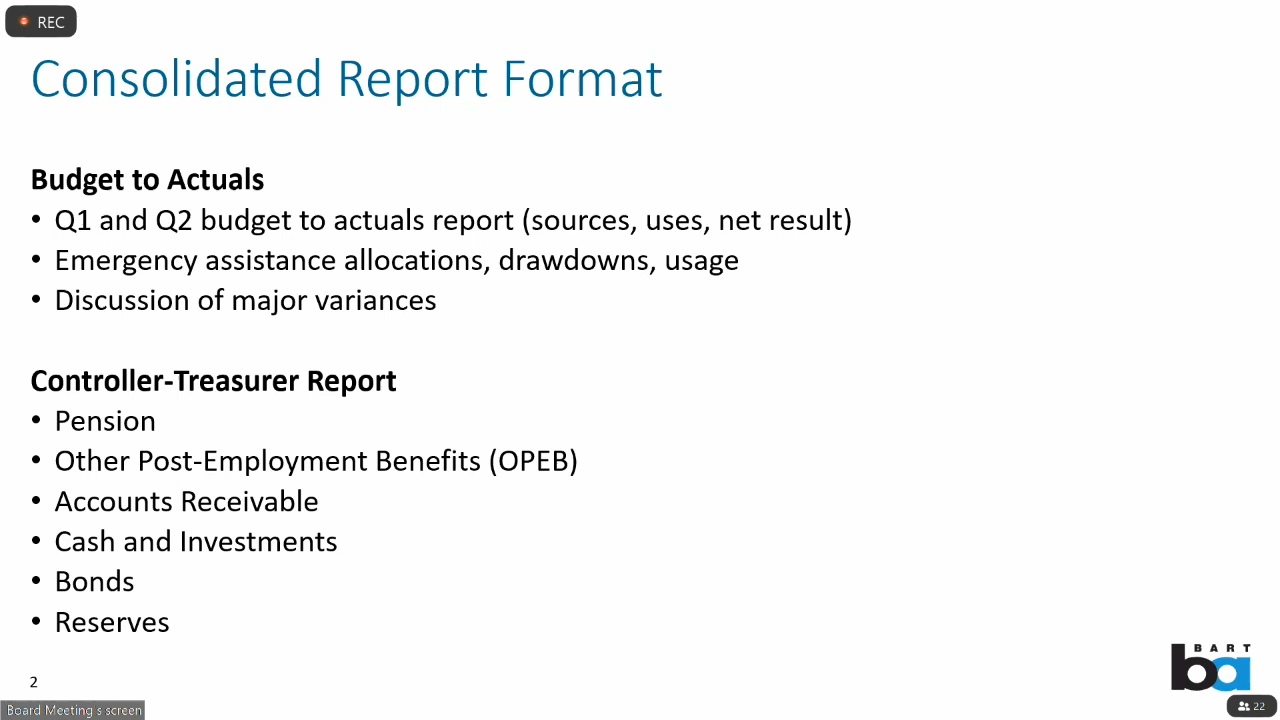 REC
Consolidated Report Format
Budget to Actuals
• Q1 and Q2 budget to actuals report (sources, uses, net result)
• Emergency assistance allocations, drawdowns, usage
• Discussion of major variances
Controller-Treasurer Report
• Pension
• Other Post-Employment Benefits (OPEB)
• Accounts Receivable
• Cash and Investments
• Bonds
• Reserves
BART
ba
2
Board Meeting's screen
22